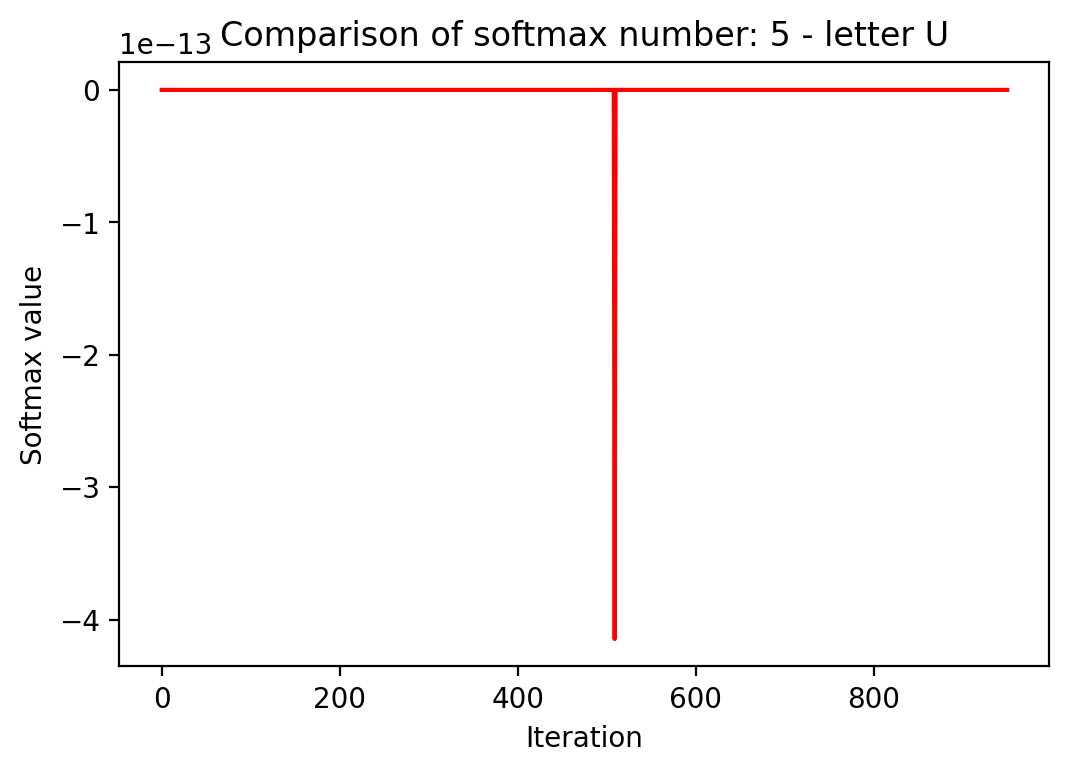 1e−13 Comparison of softmax number: 5 - letter U
0
−1
−2
−3
−4
Softmax value
0 200 400 600 800
Iteration